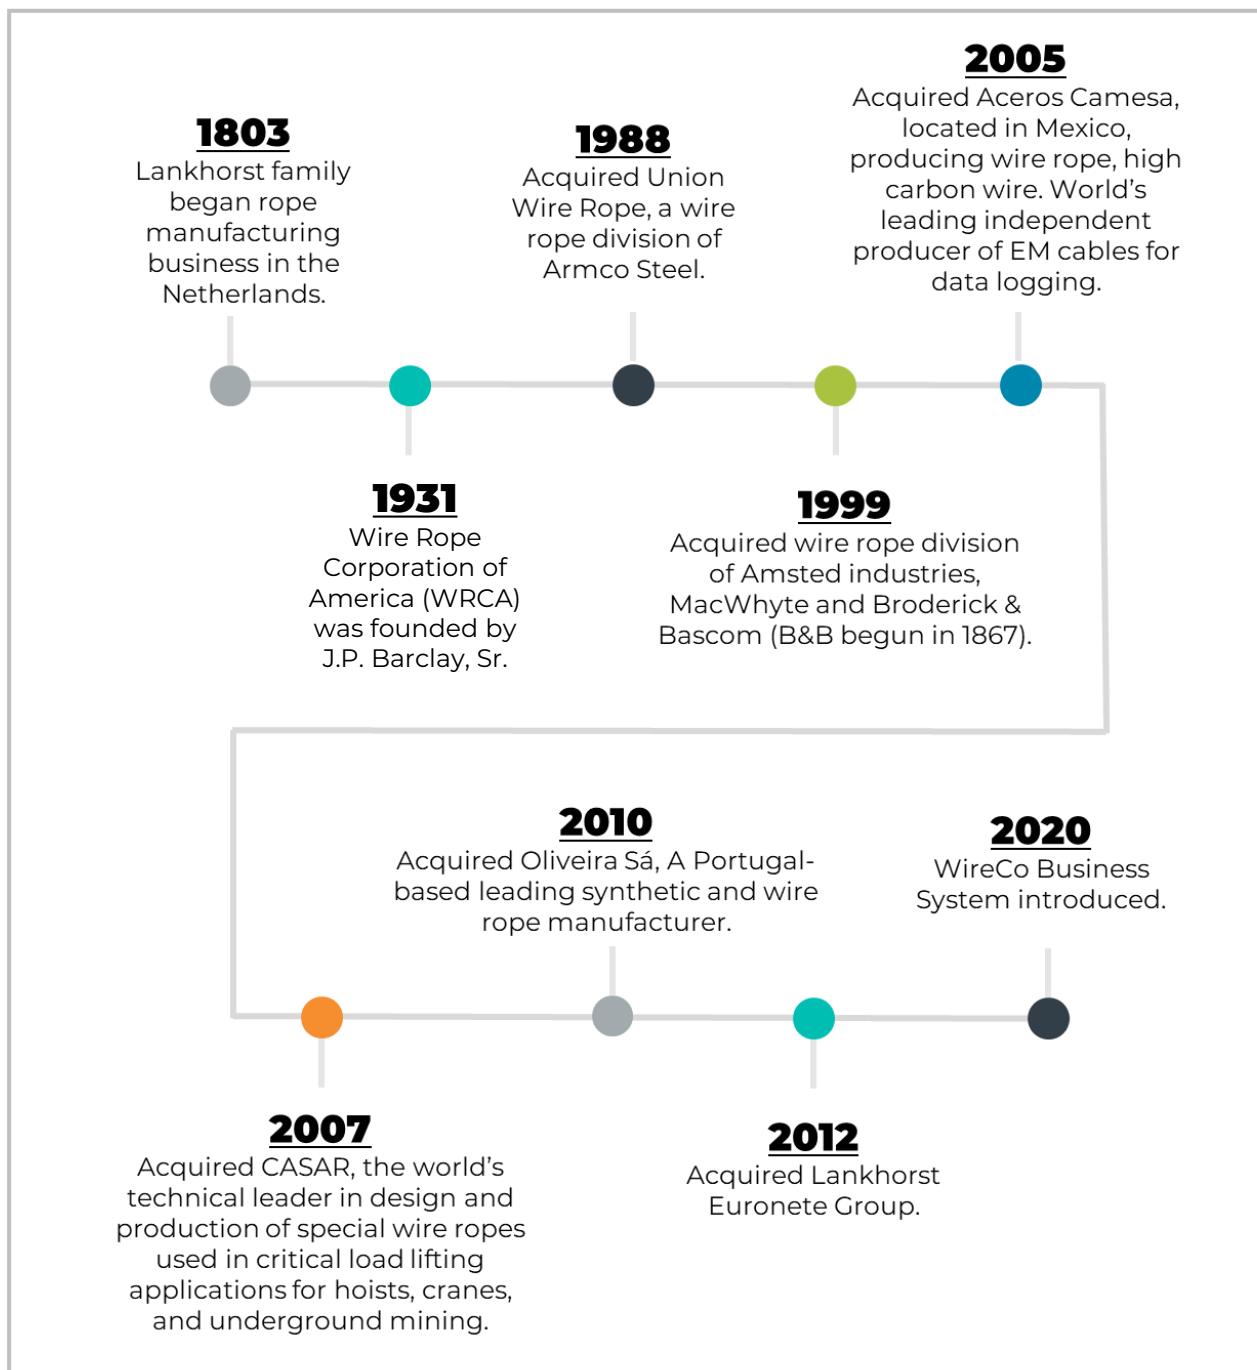 1803
Lankhorst family
began rope
manufacturing
business in the
Netherlands.
1931
Wire Rope
Corporation of
America (WRCA)
was founded by
J.P. Barclay, Sr.
1988
Acquired Union
Wire Rope, a wire
rope division of
Armco Steel.
1999
Acquired wire rope division
of Amsted industries,
MacWhyte and Broderick &
Bascom (B&B begun in 1867).
2005
Acquired Aceros Camesa,
located in Mexico,
producing wire rope, high
carbon wire. World’s
leading independent
producer of EM cables for
data logging.
2007
Acquired CASAR, the world’s
technical leader in design and
production of special wire ropes
used in critical load lifting
applications for hoists, cranes,
and underground mining.
2010
Acquired Oliveira Sá, A Portugal-
based leading synthetic and wire
rope manufacturer.
2012
Acquired Lankhorst
Euronete Group.
2020
WireCo Business
System introduced.